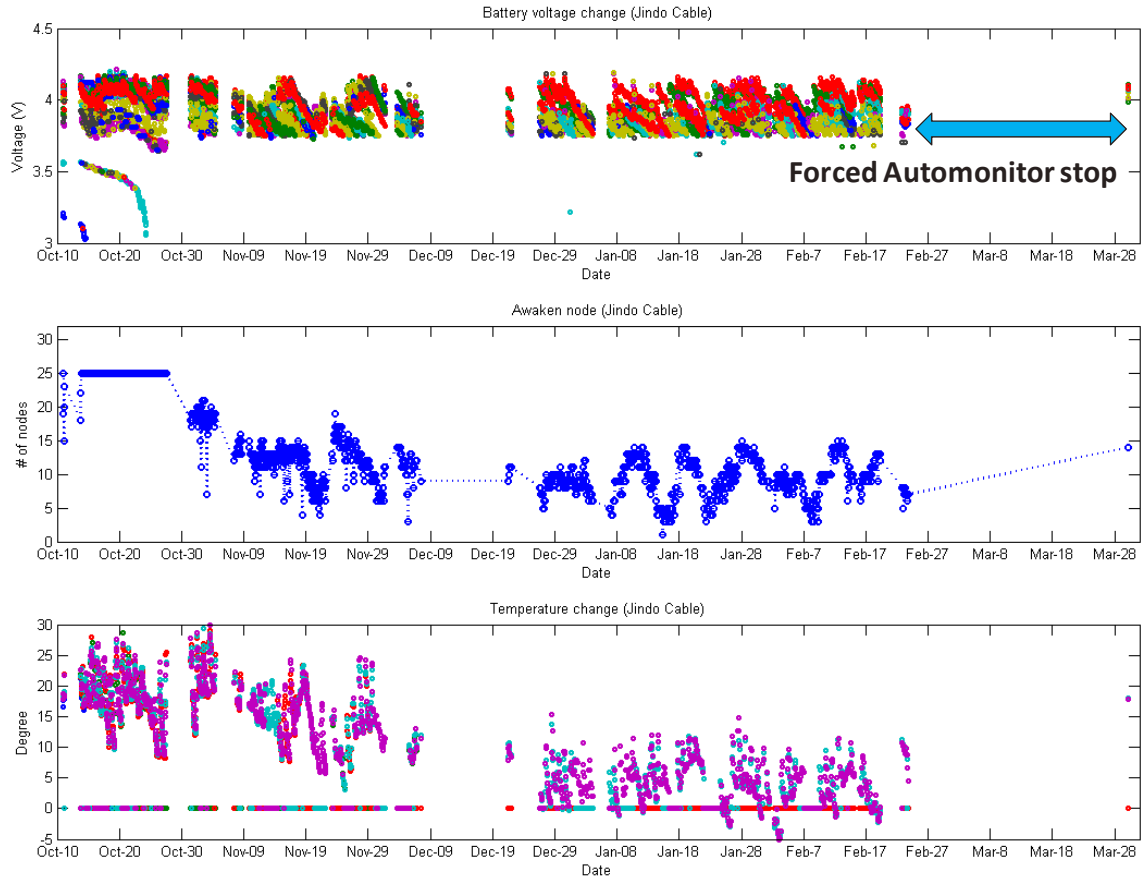 Battery voltage change (Jindo Cable)
4.5
4
3.5
3
Voltage (V)
Forced Automonitor stop
Oct-10 Oct-20 Oct-30 Nov-09 Nov-19 Nov-29 Dec-09 Dec-19 Dec-29 Jan-08 Jan-18 Jan-28 Feb-7 Feb-17 Feb-27 Mar-8 Mar-18 Mar-28
Date
Awaken node (Jindo Cable)
30
25
20
15
10
5
0
# of nodes
Oct-10 Oct-20 Oct-30 Nov-09 Nov-19 Nov-29 Dec-09 Dec-19 Dec-29 Jan-08 Jan-18 Jan-28 Feb-7 Feb-17 Feb-27 Mar-8 Mar-18 Mar-28
Date
Temperature change (Jindo Cable)
30
25
20
15
10
5
0
-5
Degree
Oct-10 Oct-20 Oct-30 Nov-09 Nov-19 Nov-29 Dec-09 Dec-19 Dec-29 Jan-08 Jan-18 Jan-28 Feb-7 Feb-17 Feb-27 Mar-8 Mar-18 Mar-28
Date